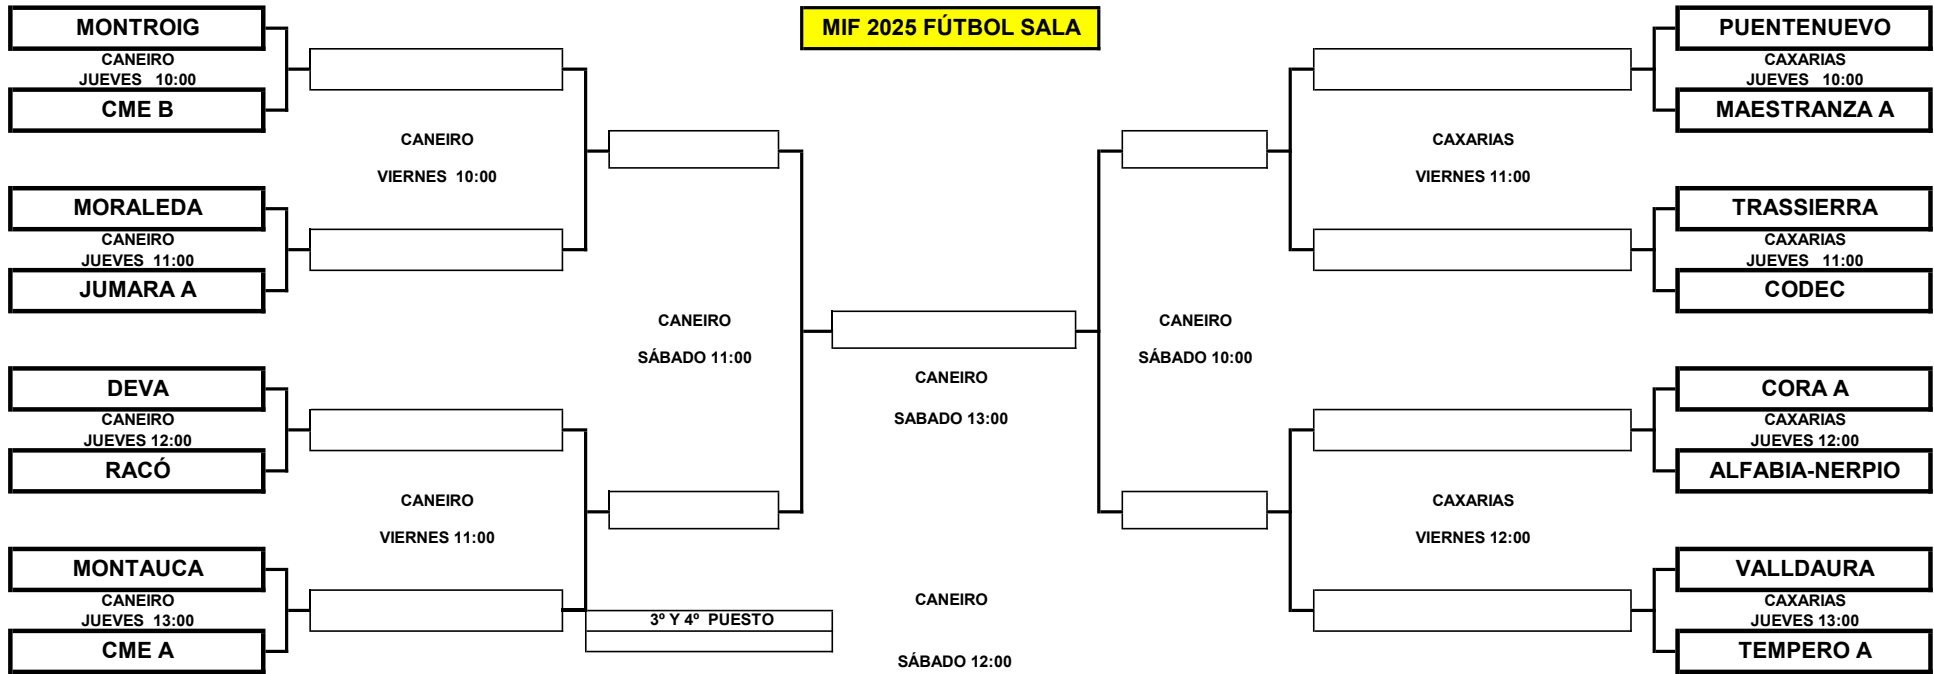 MIF 2025 FÚTBOL SALA
MONTROIG
CANEIRO
JUEVES 10:00
CME B
CANEIRO
VIERNES 10:00
MORALEDA
CANEIRO
JUEVES 11:00
JUMARA A
CANEIRO
SÁBADO 11:00
DEVA
CANEIRO
JUEVES 12:00
RACÓ
CANEIRO
VIERNES 11:00
MONTAUCA
CANEIRO
JUEVES 13:00
CME A
CANEIRO
SABADO 13:00
3º Y 4º PUESTO
CANEIRO
SÁBADO 12:00
PUENTENUEVO
CAXARIAS
JUEVES 10:00
MAESTRANZA A
CAXARIAS
VIERNES 11:00
TRASSIERRA
CAXARIAS
JUEVES 11:00
CODEC
CANEIRO
SÁBADO 10:00
CORA A
CAXARIAS
JUEVES 12:00
ALFABIA-NERPIO
CAXARIAS
VIERNES 12:00
VALLDAURA
CAXARIAS
JUEVES 13:00
TEMPERO A